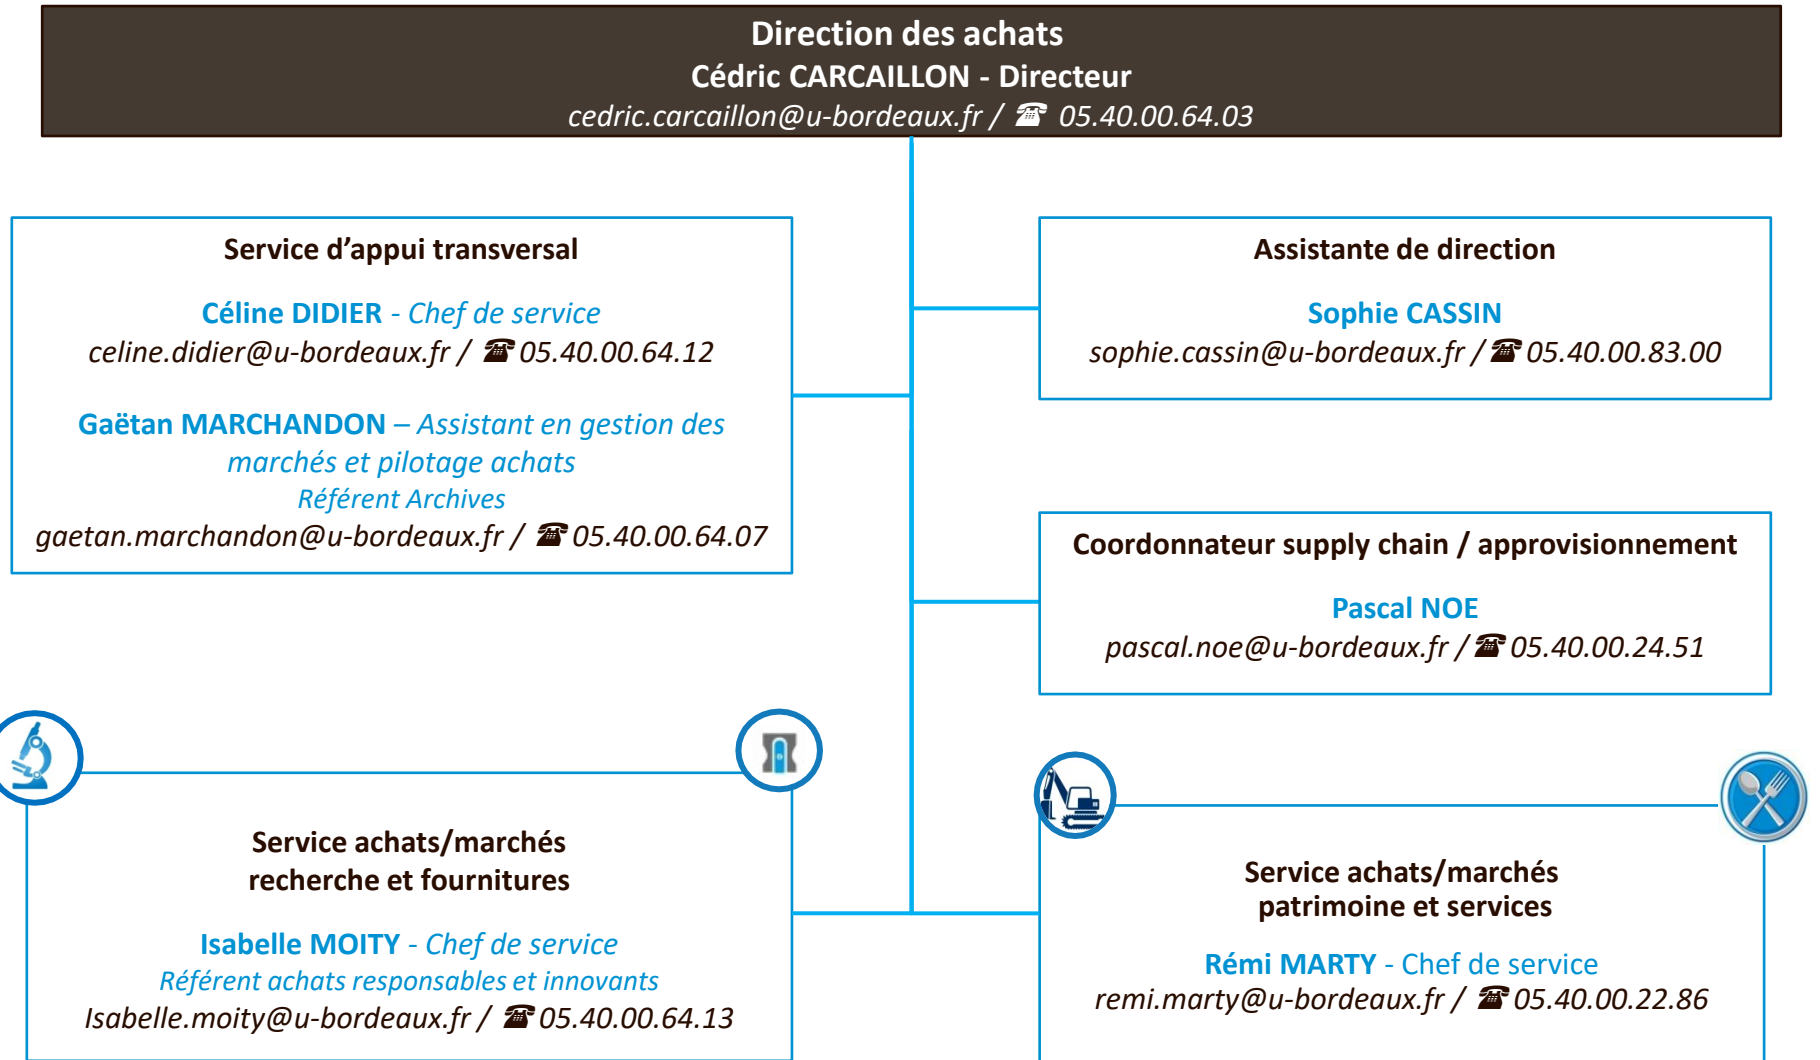 Direction des achats
Cédric CARCAILLON - Directeur
cedric.carcaillon@u-bordeaux.fr / ☎ 05.40.00.64.03
Service d’appui transversal
Céline DIDIER - Chef de service
celine.didier@u-bordeaux.fr / ☎ 05.40.00.64.12
Gaëtan MARCHANDON – Assistant en gestion des
marchés et pilotage achats
Référent Archives
gaetan.marchandon@u-bordeaux.fr / ☎ 05.40.00.64.07
Assistante de direction
Sophie CASSIN
sophie.cassin@u-bordeaux.fr / ☎ 05.40.00.83.00
Coordonnateur supply chain / approvisionnement
Pascal NOE
pascal.noe@u-bordeaux.fr / ☎ 05.40.00.24.51
Service achats/marchés
recherche et fournitures
Isabelle MOITY - Chef de service
Référent achats responsables et innovants
Isabelle.moity@u-bordeaux.fr / ☎ 05.40.00.64.13
Service achats/marchés
patrimoine et services
Rémi MARTY - Chef de service
remi.marty@u-bordeaux.fr / ☎ 05.40.00.22.86